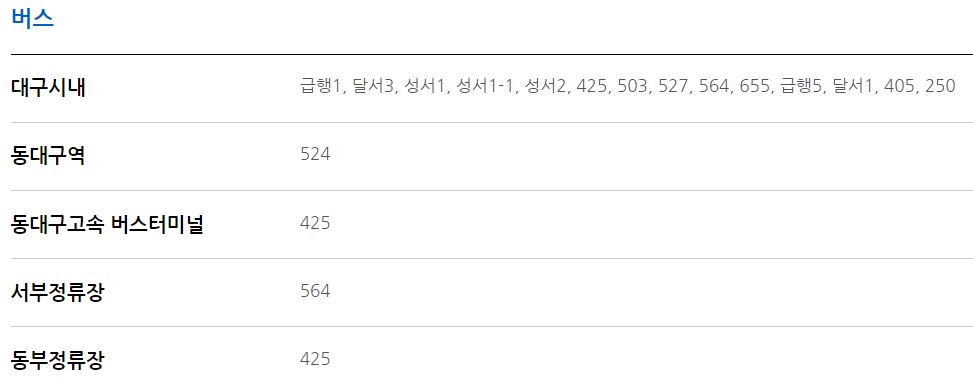 버스
대구시내 급행1, 달서3, 성서1, 성서1-1, 성서2, 425, 503, 527, 564, 655, 급행5, 달서1, 405, 250
동대구역 524
동대구고속 버스터미널 425
서부정류장 564
동부정류장 425